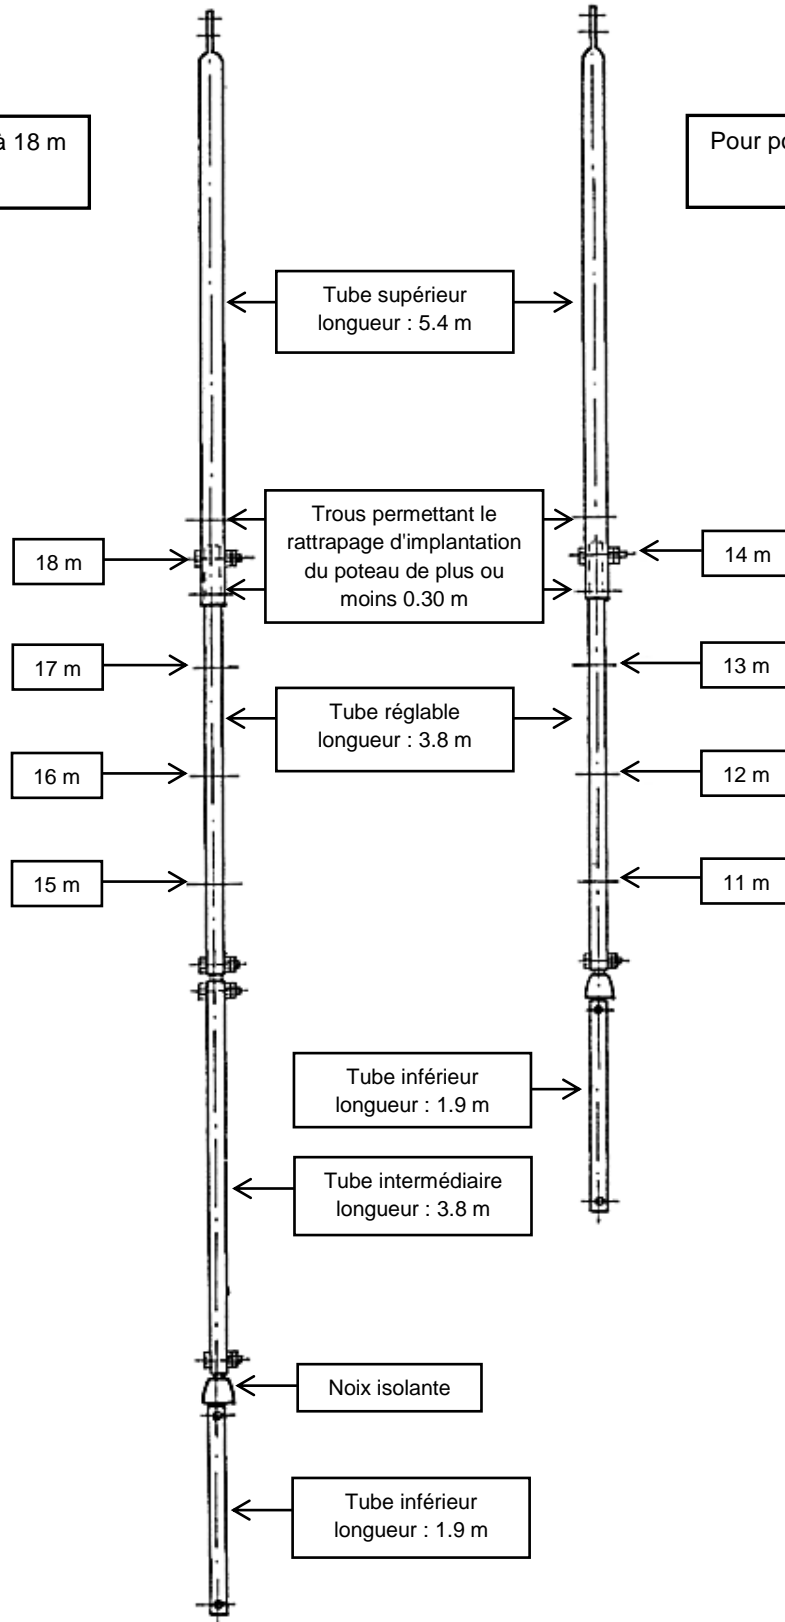 à 18 m
Pour
Tube supérieur
longueur : 5.4 m
Trous permettant le
rattrapage d'implantation
du poteau de plus ou
moins 0.30 m
18 m
14 m
17 m
13 m
Tube réglable
longueur : 3.8 m
16 m
12 m
15 m
11 m
Tube inférieur
longueur : 1.9 m
Tube intermédiaire
longueur : 3.8 m
Noix isolante
Tube inférieur
longueur : 1.9 m